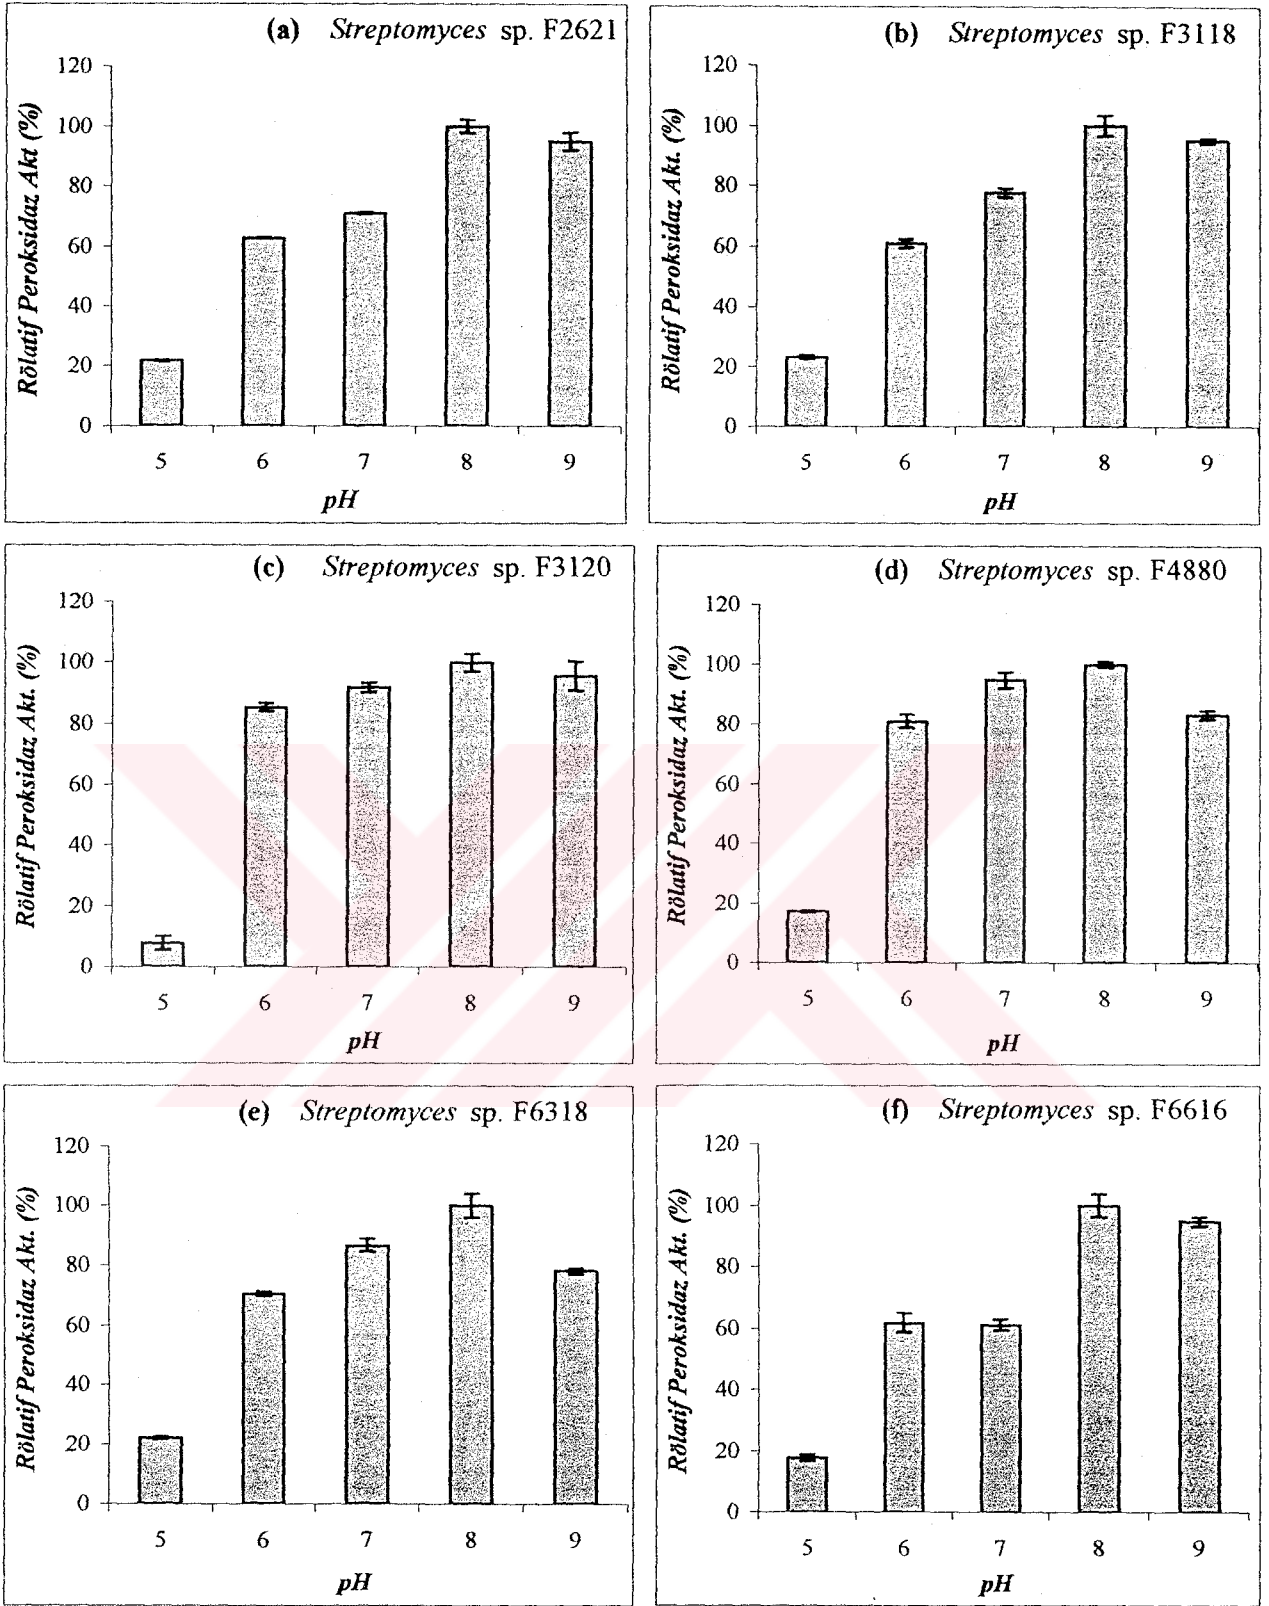 (a) Streptomyces sp. F2621
Rölatif Peroksidaz Akt (%)
120
100
80
60
40
20
0
5 6 7 8 9
pH
(b) Streptomyces sp. F3118
Rölatif Peroksidaz Akt. (%)
120
100
80
60
40
20
0
5 6 7 8 9
pH
(c) Streptomyces sp. F3120
Rölatif Peroksidaz Akt. (%)
120
100
80
60
40
20
0
5 6 7 8 9
pH
(d) Streptomyces sp. F4880
Rölatif Peroksidaz Akt. (%)
120
100
80
60
40
20
0
5 6 7 8 9
pH
(e) Streptomyces sp. F6318
Rölatif Peroksidaz Akt. (%)
120
100
80
60
40
20
0
5 6 7 8 9
pH
(f) Streptomyces sp. F6616
Rölatif Peroksidaz Akt. (%)
120
100
80
60
40
20
0
5 6 7 8 9
pH